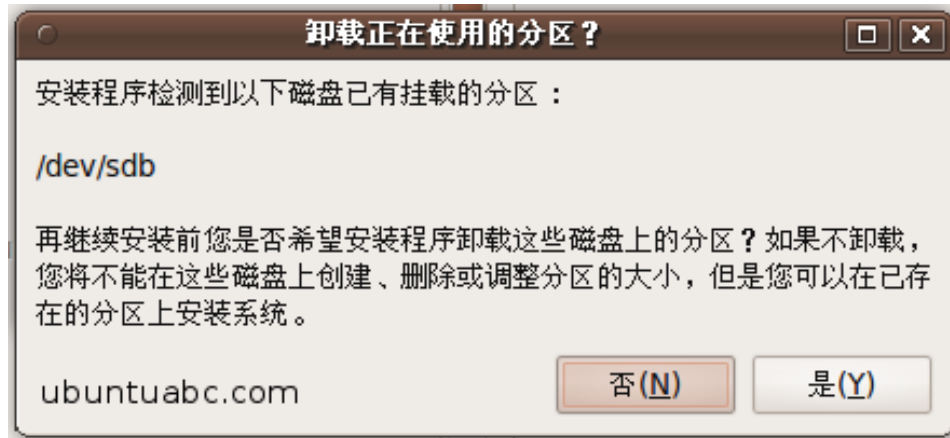 卸载正在使用的分区？
安装程序检测到以下磁盘已有挂载的分区：
/dev/sdb
再继续安装前您是否希望安装程序卸载这些磁盘上的分区？如果不卸载，
您将不能在这些磁盘上创建、删除或调整分区的大小，但是您可以在已存
在的分区上安装系统。
ubuntuabc.com
否(N)
是(Y)